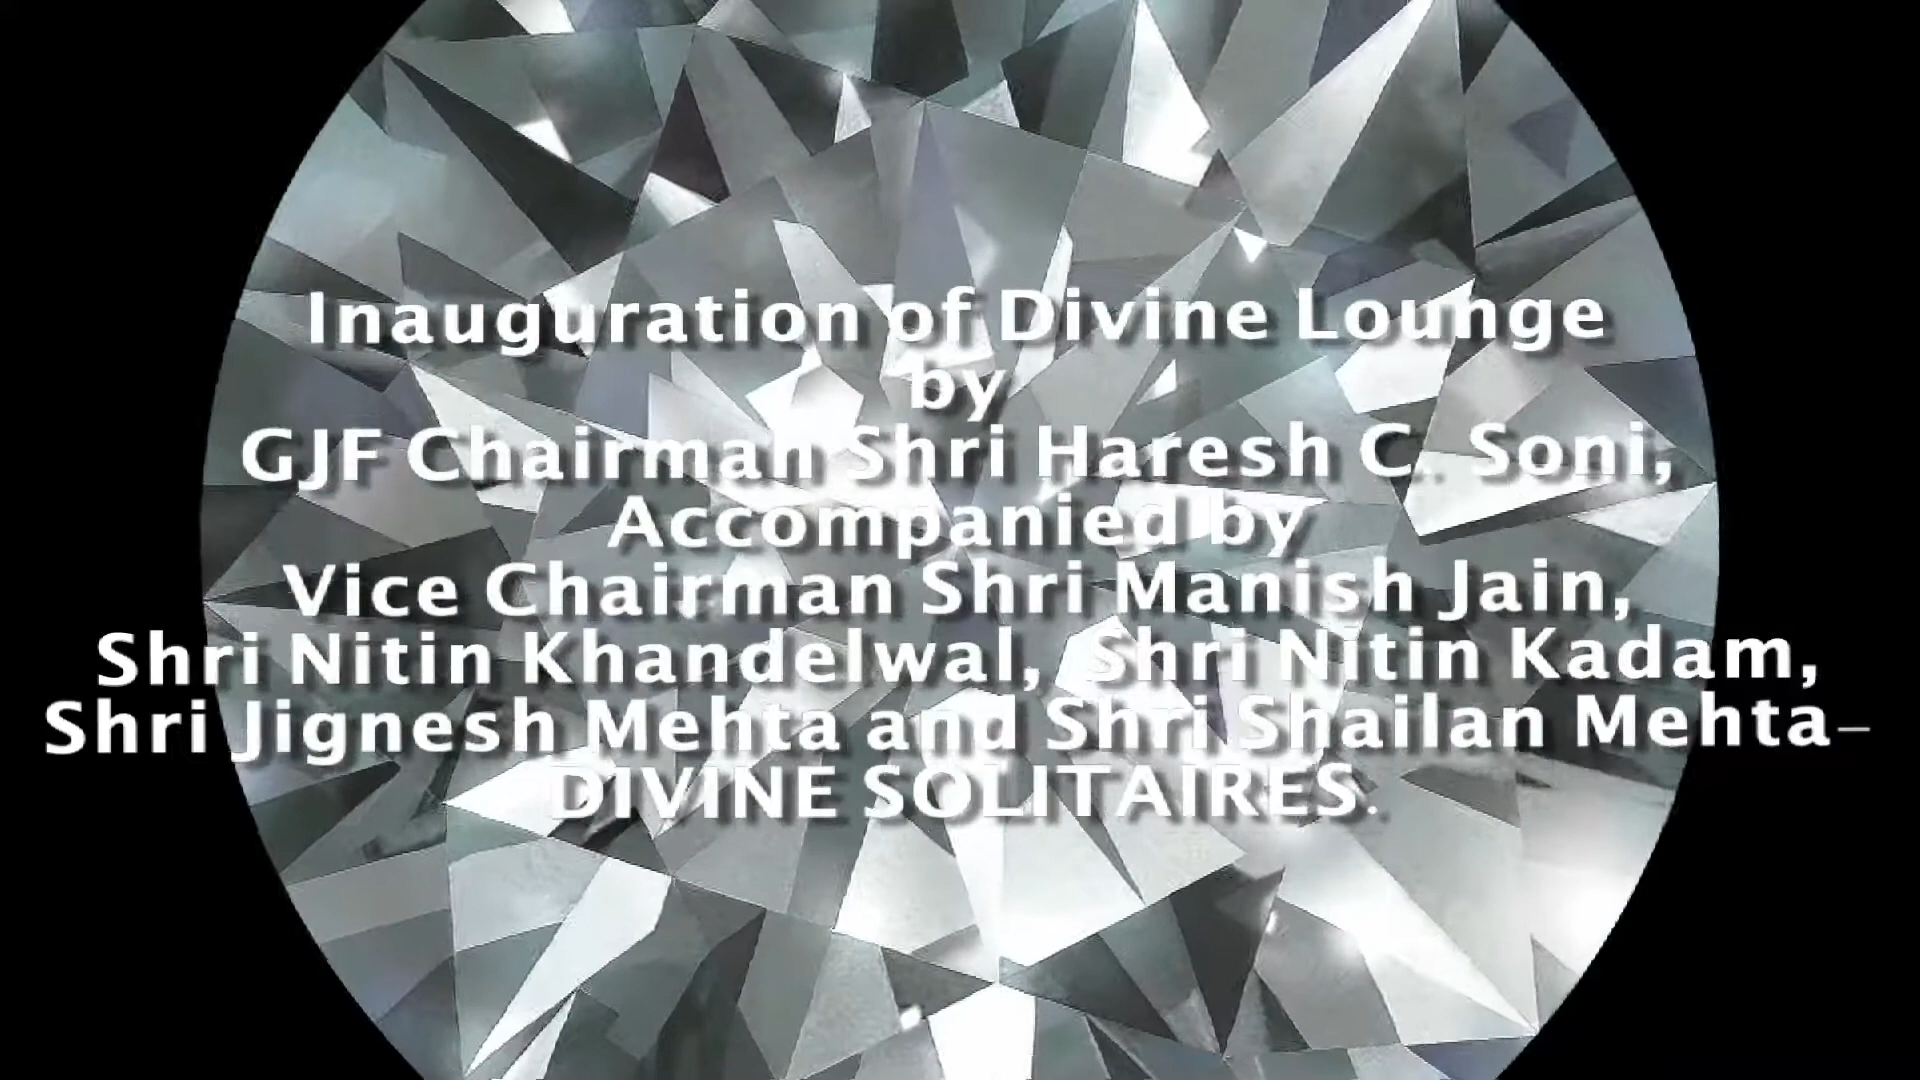 Inauguration of Divine Lounge
by
GJF Chairman Shri Haresh C. Soni,
Accompanied by
Vice Chairman Shri Manish Jain,
Shri Nitin Khandelwal, Shri Nitin Kadam,
Shri Jignesh Mehta and Shri Shailan Mehta–
DIVINE SOLITAIRES.